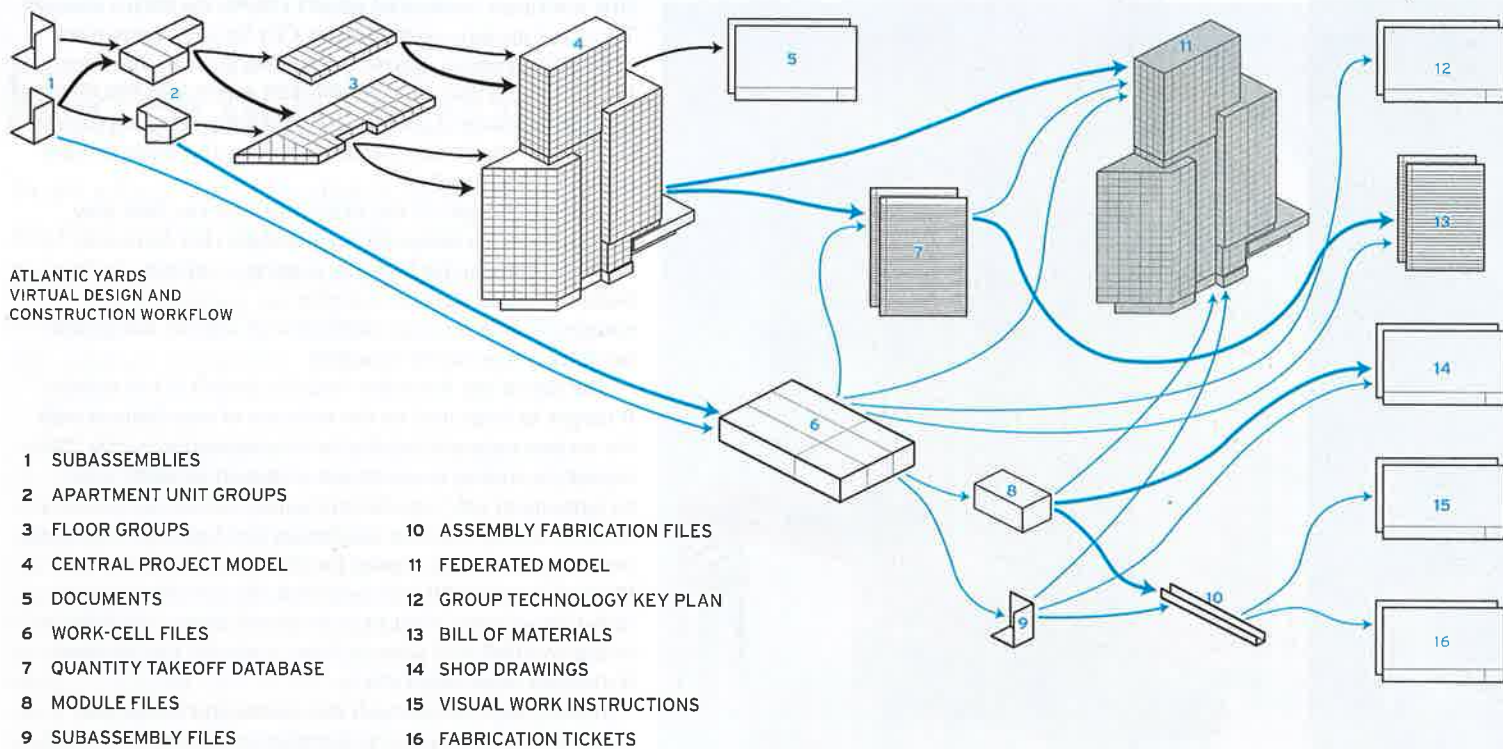 1
2
3
4
5
6
7
8
9
10
11
12
13
14
15
16
ATLANTIC YARDS
VIRTUAL DESIGN AND
CONSTRUCTION WORKFLOW
1 SUBASSEMBLIES
2 APARTMENT UNIT GROUPS
3 FLOOR GROUPS
4 CENTRAL PROJECT MODEL
5 DOCUMENTS
6 WORK-CELL FILES
7 QUANTITY TAKEOFF DATABASE
8 MODULE FILES
9 SUBASSEMBLY FILES
10 ASSEMBLY FABRICATION FILES
11 FEDERATED MODEL
12 GROUP TECHNOLOGY KEY PLAN
13 BILL OF MATERIALS
14 SHOP DRAWINGS
15 VISUAL WORK INSTRUCTIONS
16 FABRICATION TICKETS